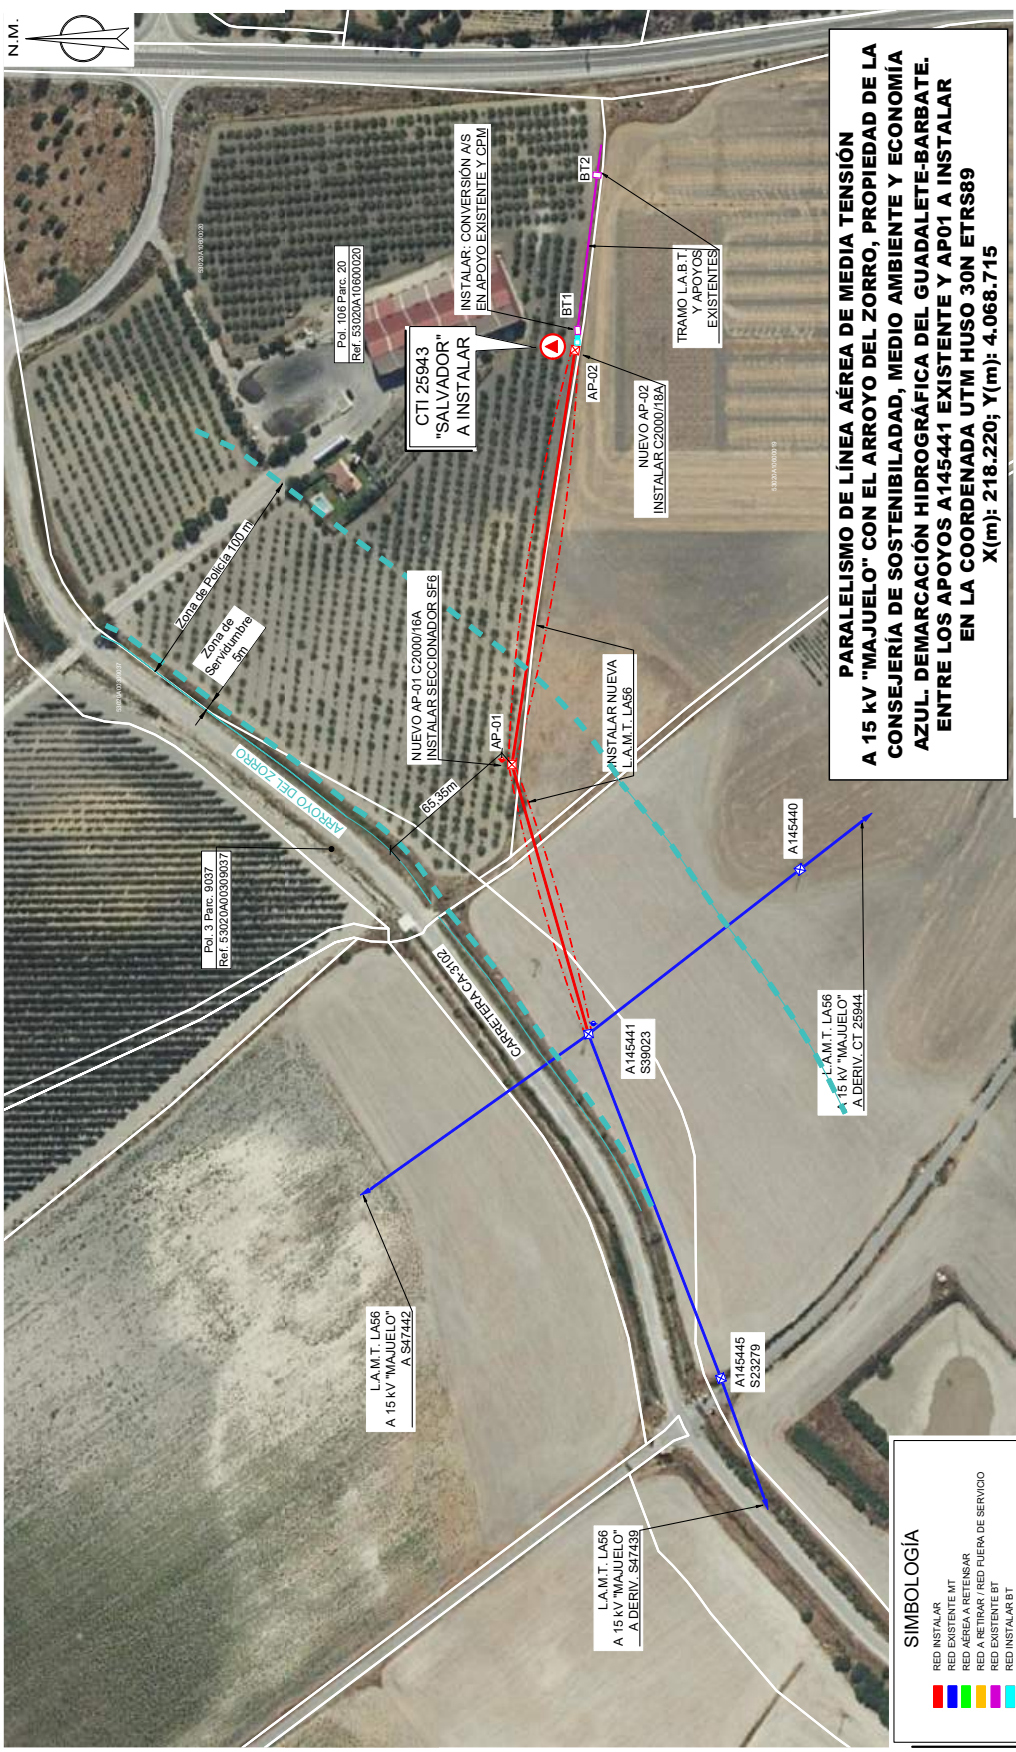 N.M.
53020A10600020
Pol. 106 Parc. 20
Ref. 53020A10600020
INSTALAR: CONVERSIÓN A/S
EN APOYO EXISTENTE Y CPM
BT2
BT1
CTI 25943
"SALVADOR"
A INSTALAR
AP-02
TRAMO L.A.B.T.
Y APOYOS
EXISTENTES
NUEVO AP-02
INSTALAR C2000/18A
Zona de Policía 100 m
Zona de
Servidumbre
5m
ARROYO DEL ZORRO
NUEVO AP-01 C2000/16A
INSTALAR SECCIONADOR SF6
AP-01
65,35m
INSTALAR NUEVA
L.A.M.T. LA56
Pol. 3 Parc. 9037
Ref. 53020A00309037
CARRETERA CA-3102
A145440
A145441
S39023
L.A.M.T. LA56
A 15 kV "MAJUELO"
A DERIV. CT 25944
L.A.M.T. LA56
A 15 kV "MAJUELO"
A S47442
A145445
S23279
L.A.M.T. LA56
A 15 kV "MAJUELO"
A DERIV. S47439
PARALELISMO DE LÍNEA AÉREA DE MEDIA TENSIÓN
A 15 kV "MAJUELO" CON EL ARROYO DEL ZORRO, PROPIEDAD DE LA
CONSEJERÍA DE SOSTENIBILADAD, MEDIO AMBIENTE Y ECONOMÍA
AZUL. DEMARCACIÓN HIDROGRÁFICA DEL GUADALETE-BARBATE.
ENTRE LOS APOYOS A145441 EXISTENTE Y AP01 A INSTALAR
EN LA COORDENADA UTM HUSO 30N ETRS89
X(m): 218.220; Y(m): 4.068.715
SIMBOLOGÍA
RED INSTALAR
RED EXISTENTE MT
RED AÉREA A RETENSAR
RED A RETIRAR / RED FUERA DE SERVICIO
RED EXISTENTE BT
RED INSTALAR BT